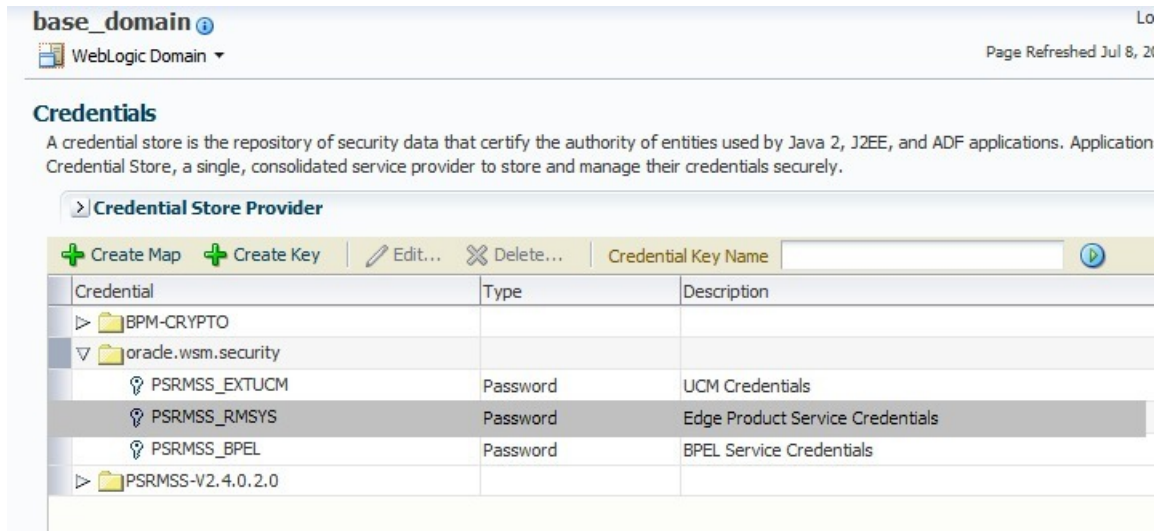 base_domain
Lo
WebLogic Domain
Page Refreshed Jul 8, 20
Credentials
A credential store is the repository of security data that certify the authority of entities used by Java 2, J2EE, and ADF applications. Application
Credential Store, a single, consolidated service provider to store and manage their credentials securely.
Credential Store Provider
Create Map Create Key Edit... Delete... Credential Key Name
Credential Type Description
BPM-CRYPTO
oracle.wsm.security
PSRMSS_EXTUCM Password UCM Credentials
PSRMSS_RMSYS Password Edge Product Service Credentials
PSRMSS_BPEL Password BPEL Service Credentials
PSRMSS-V2.4.0.2.0